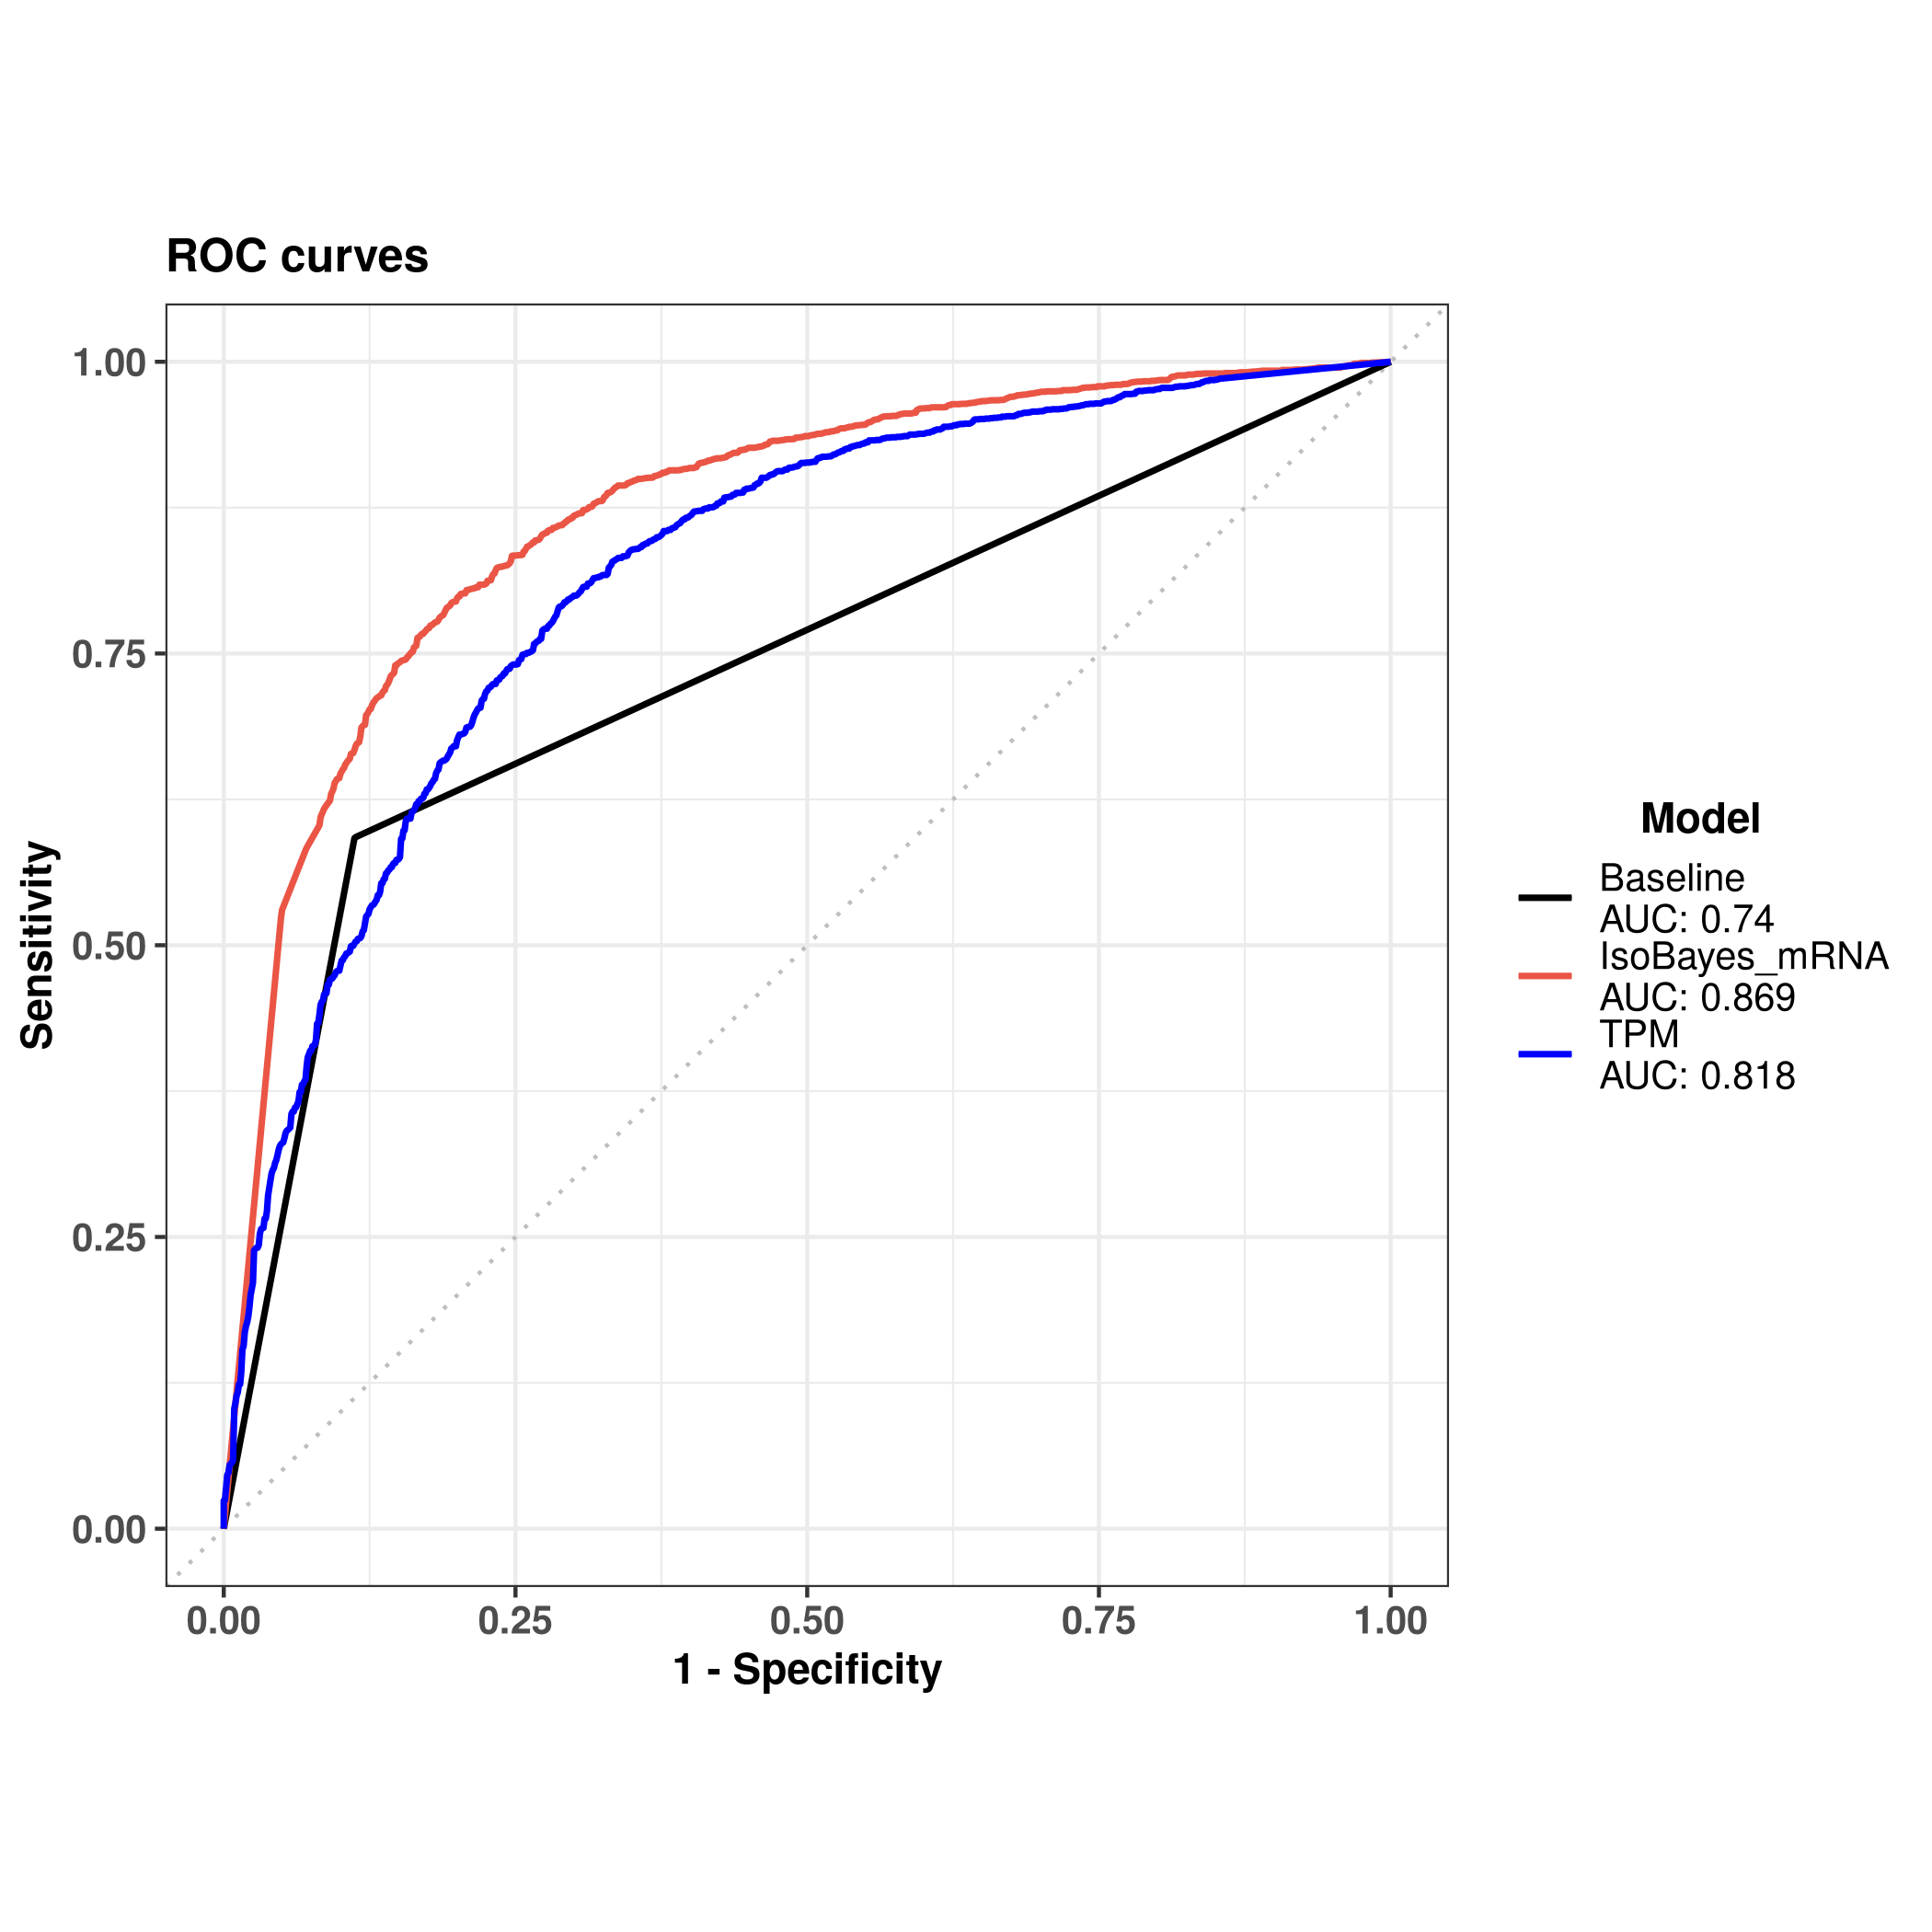 ROC curves
1.00
0.75
0.50
0.25
0.00
Sensitivity
0.00
0.25
0.50
0.75
1.00
1 - Specificity
Model
Baseline
AUC: 0.74
IsoBayes_mRNA
AUC: 0.869
TPM
AUC: 0.818